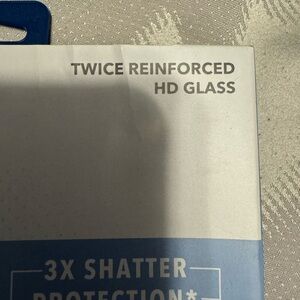 TWICE REINFORCED
HD GLASS
3X SHATTER
PROTECTION*